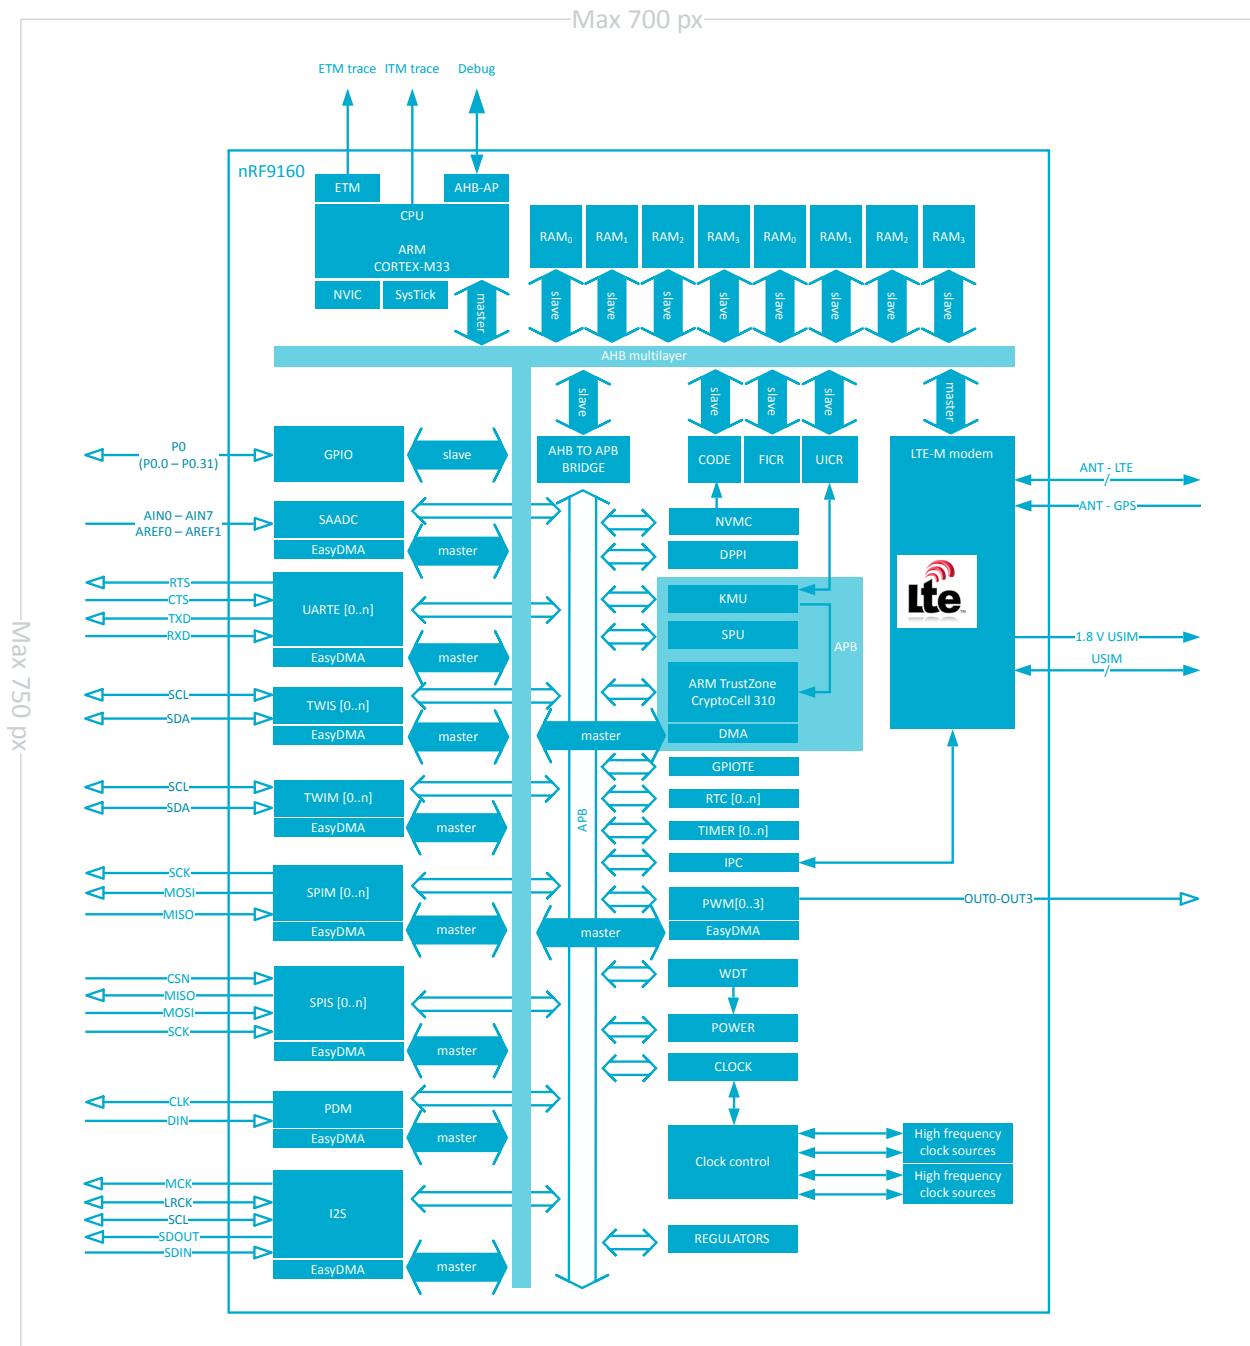 Max 700 px
Max 750 px
ETM trace
ITM trace
Debug
nRF9160
ETM
AHB-AP
CPU
ARM
CORTEX-M33
NVIC
SysTick
master
RAM0
RAM1
RAM2
RAM3
RAM0
RAM1
RAM2
RAM3
slave
slave
slave
slave
slave
slave
slave
slave
AHB multilayer
slave
slave
slave
slave
master
P0
(P0.0 – P0.31)
GPIO
slave
AHB TO APB
BRIDGE
CODE
FICR
UICR
LTE-M modem
ANT - LTE
ANT - GPS
Lte
TM
1.8 V USIM
USIM
AIN0 – AIN7
AREF0 – AREF1
SAADC
EasyDMA
master
NVMC
DPPI
RTS
CTS
TXD
RXD
UARTE [0..n]
EasyDMA
master
KMU
SPU
APB
ARM TrustZone
CryptoCell 310
DMA
master
SCL
SDA
TWIS [0..n]
EasyDMA
master
GPIOTE
RTC [0..n]
TIMER [0..n]
IPC
APB
SCL
SDA
TWIM [0..n]
EasyDMA
master
SCK
MOSI
MISO
SPIM [0..n]
EasyDMA
master
master
PWM[0..3]
EasyDMA
OUT0-OUT3
CSN
MISO
MOSI
SCK
SPIS [0..n]
EasyDMA
master
WDT
POWER
CLOCK
CLK
DIN
PDM
EasyDMA
master
Clock control
High frequency
clock sources
High frequency
clock sources
MCK
LRCK
SCL
SDOUT
SDIN
I2S
EasyDMA
master
REGULATORS